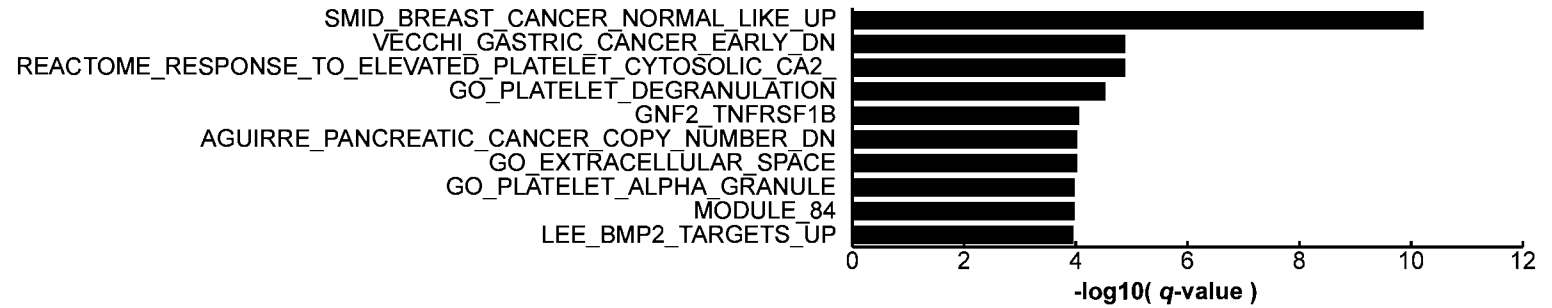 SMID_BREAST_CANCER_NORMAL_LIKE_UP
VECCHI_GASTRIC_CANCER_EARLY_DN
REACTOME_RESPONSE_TO_ELEVATED_PLATELET_CYTOSOLIC_CA2_
GO_PLATELET_DEGRANULATION
GNF2_TNFRSF1B
AGUIRRE_PANCREATIC_CANCER_COPY_NUMBER_DN
GO_EXTRACELLULAR_SPACE
GO_PLATELET_ALPHA_GRANULE
MODULE_84
LEE_BMP2_TARGETS_UP
0 2 4 6 8 10 12
-log10( q-value )